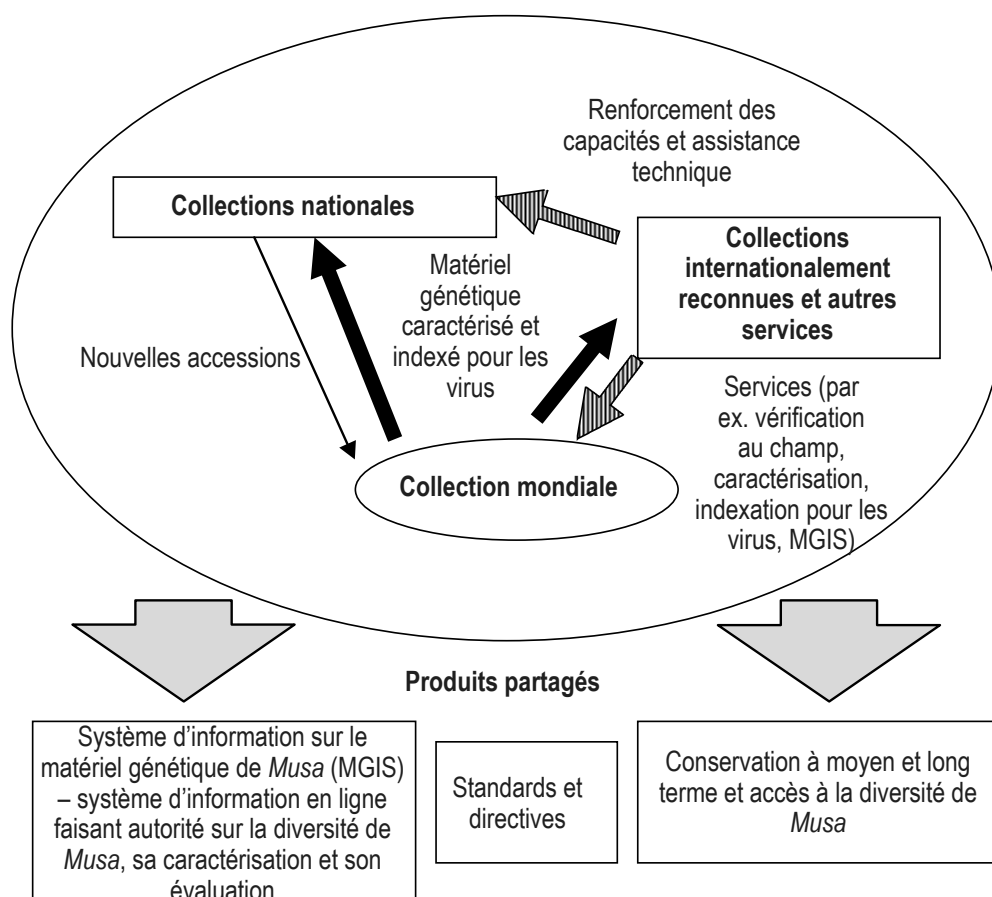 Renforcement des
capacités et assistance
technique
Collections nationales
Collections
internationalement
reconnues et autres
services
Matériel
génétique
caractérisé et
indexé pour les
virus
Nouvelles accessions
Services (par
ex. vérification
au champ,
caractérisation,
indexation pour les
virus, MGIS)
Collection mondiale
Produits partagés
Système d’information sur le
matériel génétique de Musa (MGIS)
– système d’information en ligne
faisant autorité sur la diversité de
Musa, sa caractérisation et son
évaluation
Standards et
directives
Conservation à moyen et long
terme et accès à la diversité de
Musa